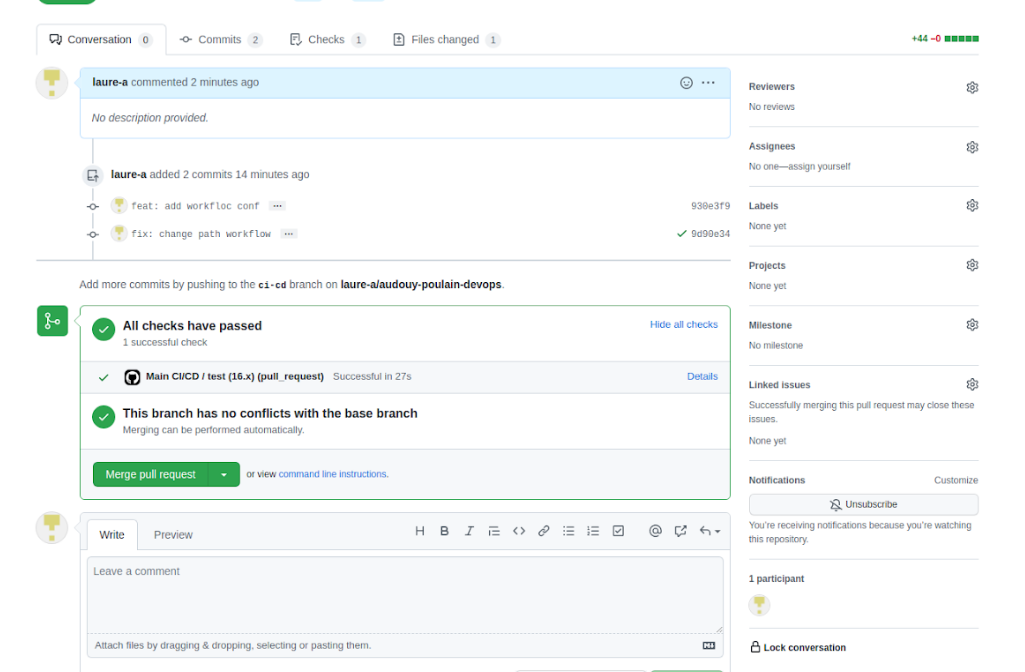 Conversation 0
Commits 2
Checks 1
Files changed 1
+44 −0
laure-a commented 2 minutes ago
No description provided.
laure-a added 2 commits 14 minutes ago
feat: add workfloc conf ...
930e3f9
fix: change path workflow ...
9d90e34
Add more commits by pushing to the ci-cd branch on laure-a/audouy-poulain-devops.
All checks have passed
Hide all checks
1 successful check
Main CI/CD / test (16.x) (pull_request) Successful in 27s
Details
This branch has no conflicts with the base branch
Merging can be performed automatically.
Merge pull request
or view command line instructions.
Write
Preview
Leave a comment
Attach files by dragging & dropping, selecting or pasting them.
Reviewers
No reviews
Assignees
No one—assign yourself
Labels
None yet
Projects
None yet
Milestone
No milestone
Linked issues
Successfully merging this pull request may close these
issues.
None yet
Notifications
Customize
Unsubscribe
You're receiving notifications because you're watching
this repository.
1 participant
Lock conversation